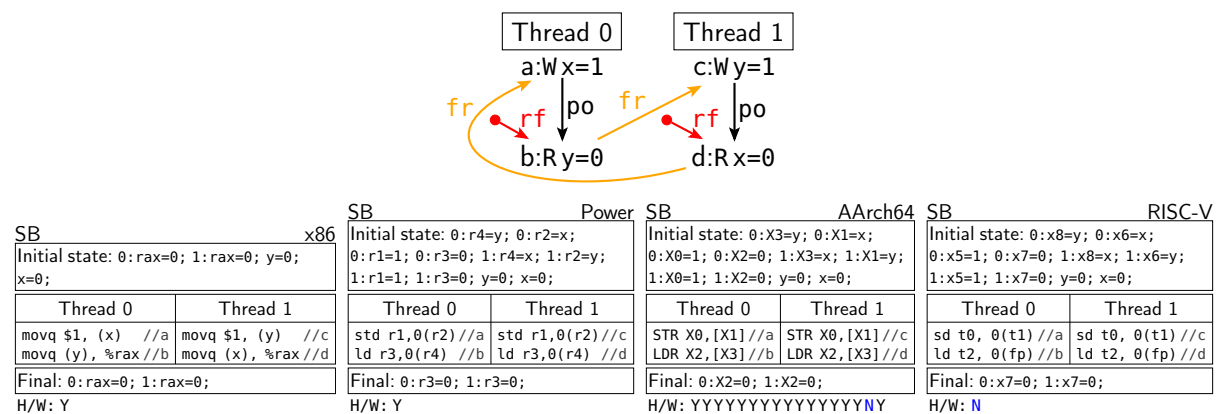 Thread 0 Thread 1
a:W x=1 c:W y=1
fr po fr po
rf rf
b:R y=0 d:R x=0
SB x86
Initial state: 0:rax=0; 1:rax=0; y=0;
x=0;
Thread 0 Thread 1
movq $1, (x) //a movq $1, (y) //c
movq (y), %rax //b movq (x), %rax //d
Final: 0:rax=0; 1:rax=0;
H/W: Y
SB Power
Initial state: 0:r4=y; 0:r2=x;
0:r1=1; 0:r3=0; 1:r4=x; 1:r2=y;
1:r1=1; 1:r3=0; y=0; x=0;
Thread 0 Thread 1
std r1,0(r2) //a std r1,0(r2) //c
ld r3,0(r4) //b ld r3,0(r4) //d
Final: 0:r3=0; 1:r3=0;
H/W: Y
SB AArch64
Initial state: 0:X3=y; 0:X1=x;
0:X0=1; 0:X2=0; 1:X3=x; 1:X1=y;
1:X0=1; 1:X2=0; y=0; x=0;
Thread 0 Thread 1
STR X0,[X1] //a STR X0,[X1] //c
LDR X2,[X3] //b LDR X2,[X3] //d
Final: 0:X2=0; 1:X2=0;
H/W: YYYYYYYYYYYYYYYNY
SB RISC-V
Initial state: 0:x8=y; 0:x6=x;
0:x5=1; 0:x7=0; 1:x8=x; 1:x6=y;
1:x5=1; 1:x7=0; y=0; x=0;
Thread 0 Thread 1
sd t0, 0(t1) //a sd t0, 0(t1) //c
ld t2, 0(fp) //b ld t2, 0(fp) //d
Final: 0:x7=0; 1:x7=0;
H/W: N